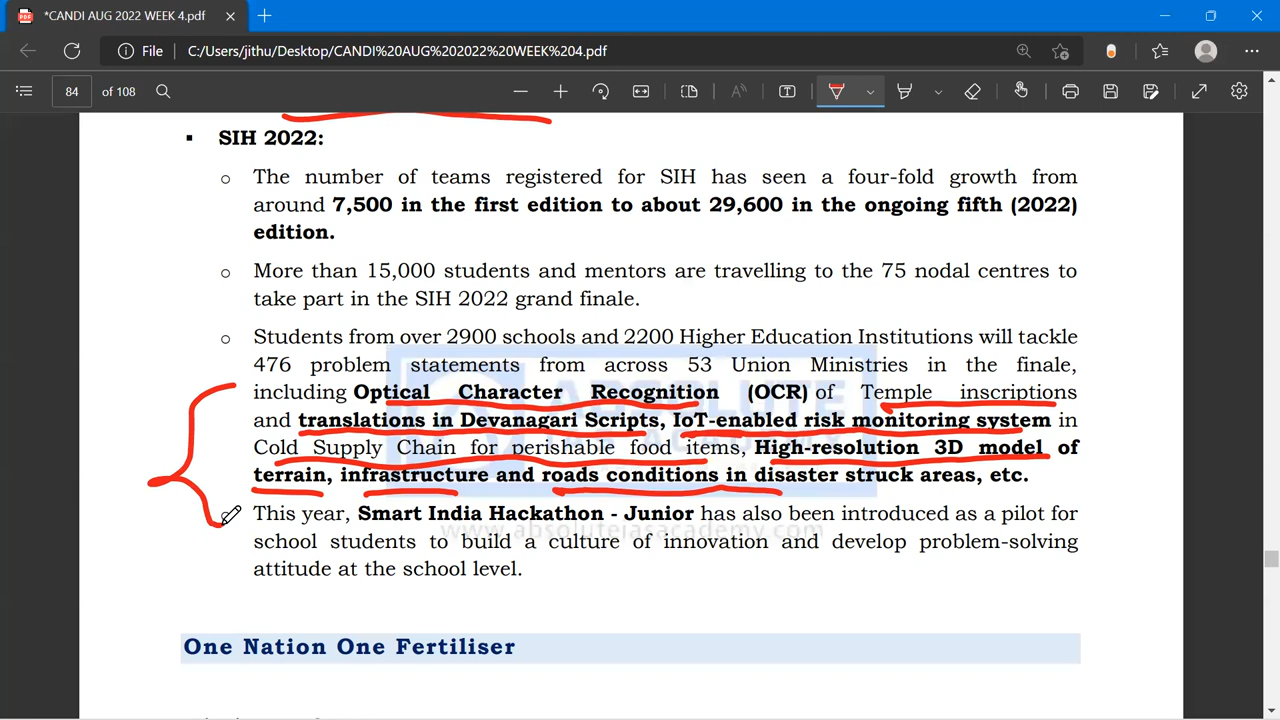 *CANDI AUG 2022 WEEK 4.pdf
File C:/Users/jithu/Desktop/CANDI%20AUG%202022%20WEEK%204.pdf
84 of 108
SIH 2022:
The number of teams registered for SIH has seen a four-fold growth from
around 7,500 in the first edition to about 29,600 in the ongoing fifth (2022)
edition.
More than 15,000 students and mentors are travelling to the 75 nodal centres to
take part in the SIH 2022 grand finale.
Students from over 2900 schools and 2200 Higher Education Institutions will tackle
476 problem statements from across 53 Union Ministries in the finale,
including Optical Character Recognition (OCR) of Temple inscriptions
and translations in Devanagari Scripts, IoT-enabled risk monitoring system in
Cold Supply Chain for perishable food items, High-resolution 3D model of
terrain, infrastructure and roads conditions in disaster struck areas, etc.
This year, Smart India Hackathon - Junior has also been introduced as a pilot for
school students to build a culture of innovation and develop problem-solving
attitude at the school level.
ABSOLUTE
ACADEMY
www.absoluteiasacademy.com
One Nation One Fertiliser